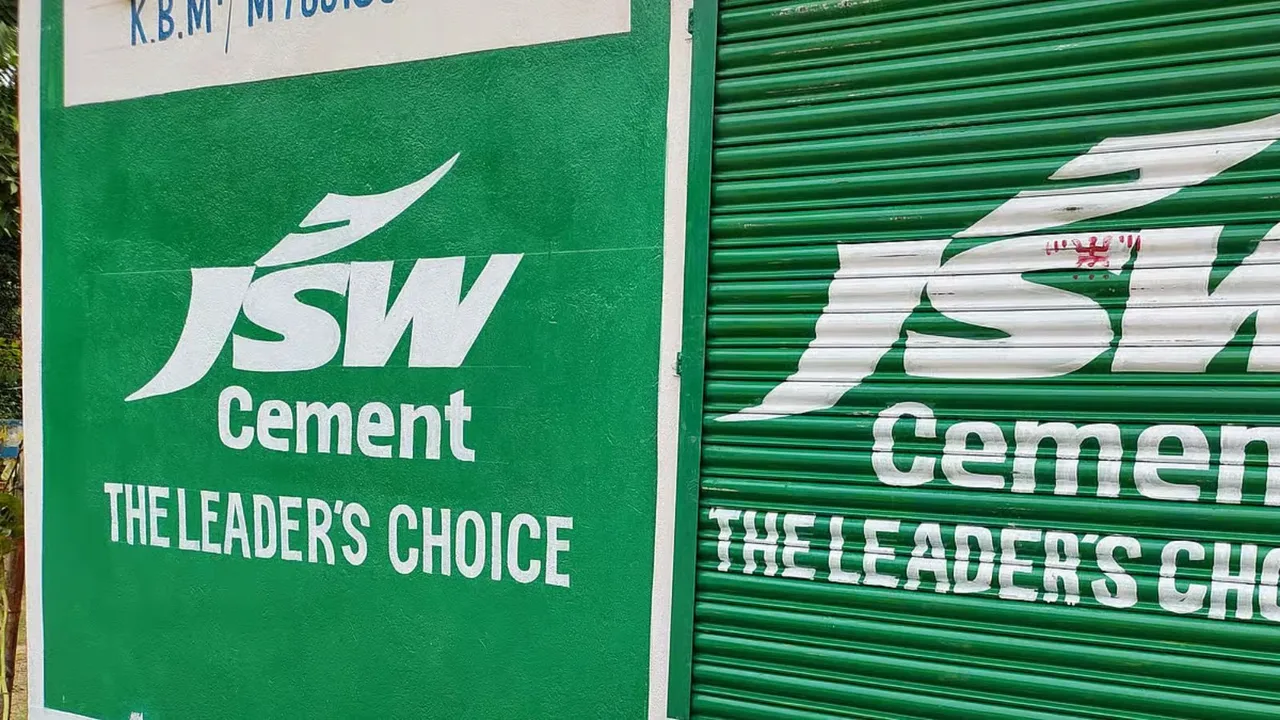 K.B.M
JSW
Cement
THE LEADER'S CHOICE
JSW
Cemen
THE LEADER'S CHO